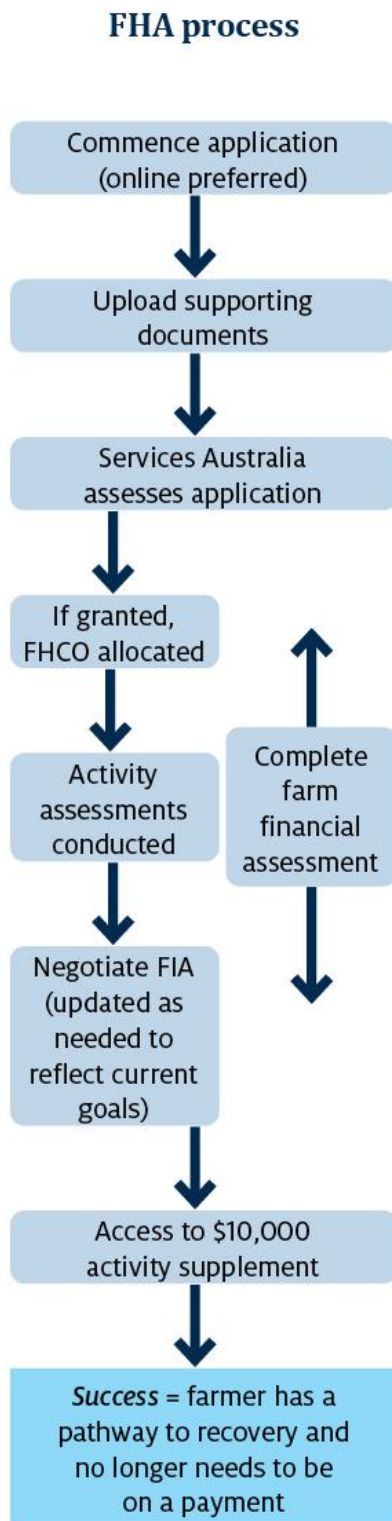 FHA process
Commence application
(online preferred)
Upload supporting
documents
Services Australia
assesses application
If granted,
FHCO allocated
Activity
assessments
conducted
Complete
farm
financial
assessment
Negotiate FIA
(updated as
needed to
reflect current
goals)
Access to $10,000
activity supplement
Success = farmer has a
pathway to recovery and
no longer needs to be
on a payment